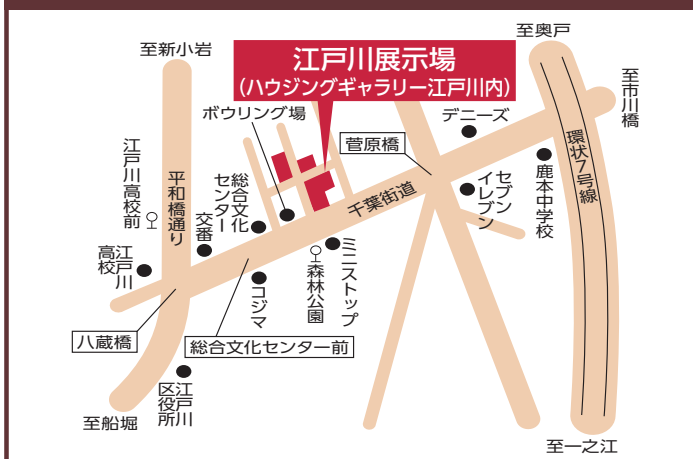 至奥戸
至新小岩
江戸川展示場
(ハウジングギャラリー江戸川内)
至市川橋
ボウリング場
デニーズ
菅原橋
環状7号線
江戸川高校前
平和橋通り
総合文化
センター
交番
千葉街道
セブン
イレブン
鹿本中学校
江戸川
高校
コジマ
森林公園
ミニストップ
八蔵橋
総合文化センター前
江戸川
区役所
至船堀
至一之江